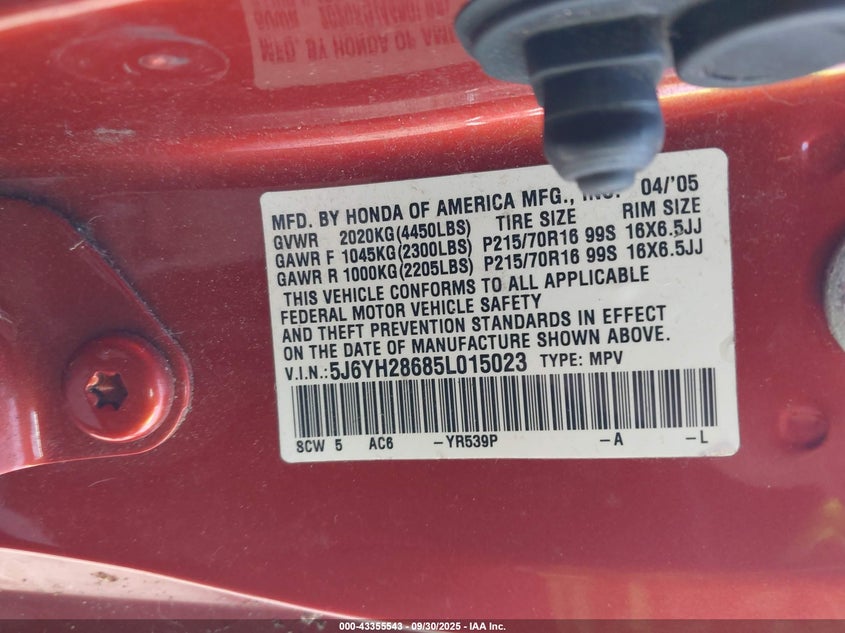 MFD. BY HONDA OF AMERICA MFG., INC. 04/'05
GVWR 2020KG(4450LBS) TIRE SIZE RIM SIZE
GAWR F 1045KG(2300LBS) P215/70R16 99S 16X6.5JJ
GAWR R 1000KG(2205LBS) P215/70R16 99S 16X6.5JJ
THIS VEHICLE CONFORMS TO ALL APPLICABLE
FEDERAL MOTOR VEHICLE SAFETY
AND THEFT PREVENTION STANDARDS IN EFFECT
ON THE DATE OF MANUFACTURE SHOWN ABOVE.
V.I.N.:5J6YH28685L015023 TYPE: MPV
SCW 5 AC6 -YR539P -A -L
000-43355543 - 09/30/2025 - IAA Inc.